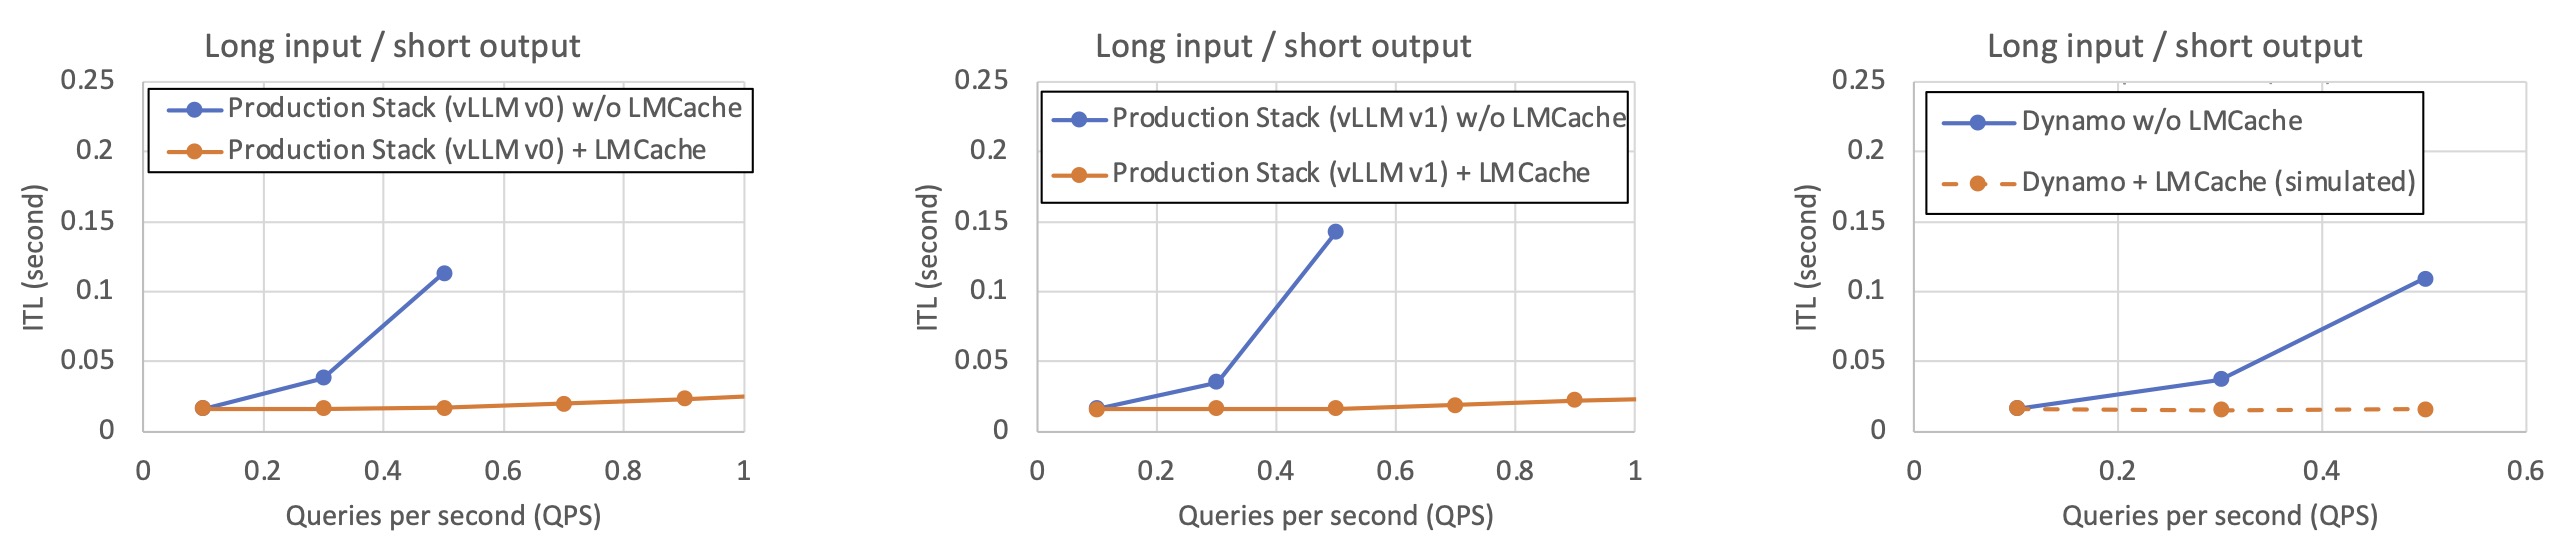 Long input / short output
0.25
0.2
0.15
0.1
0.05
0
ITL (second)
Production Stack (vLLM v0) w/o LMCache
Production Stack (vLLM v0) + LMCache
0 0.2 0.4 0.6 0.8 1
Queries per second (QPS)
Long input / short output
0.25
0.2
0.15
0.1
0.05
0
ITL (second)
Production Stack (vLLM v1) w/o LMCache
Production Stack (vLLM v1) + LMCache
0 0.2 0.4 0.6 0.8 1
Queries per second (QPS)
Long input / short output
0.25
0.2
0.15
0.1
0.05
0
ITL (second)
Dynamo w/o LMCache
Dynamo + LMCache (simulated)
0 0.2 0.4 0.6
Queries per second (QPS)